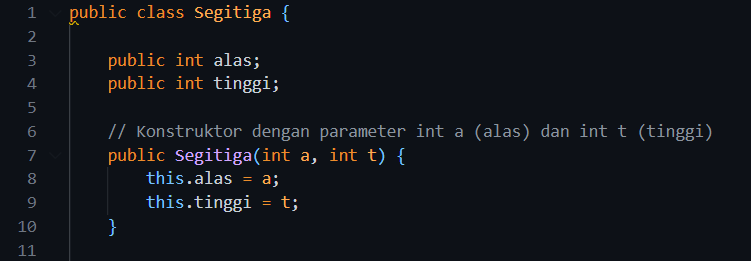 1 public class Segitiga {
2
3 public int alas;
4 public int tinggi;
5
6 // Konstruktor dengan parameter int a (alas) dan int t (tinggi)
7 public Segitiga(int a, int t) {
8 this.alas = a;
9 this.tinggi = t;
10 }
11